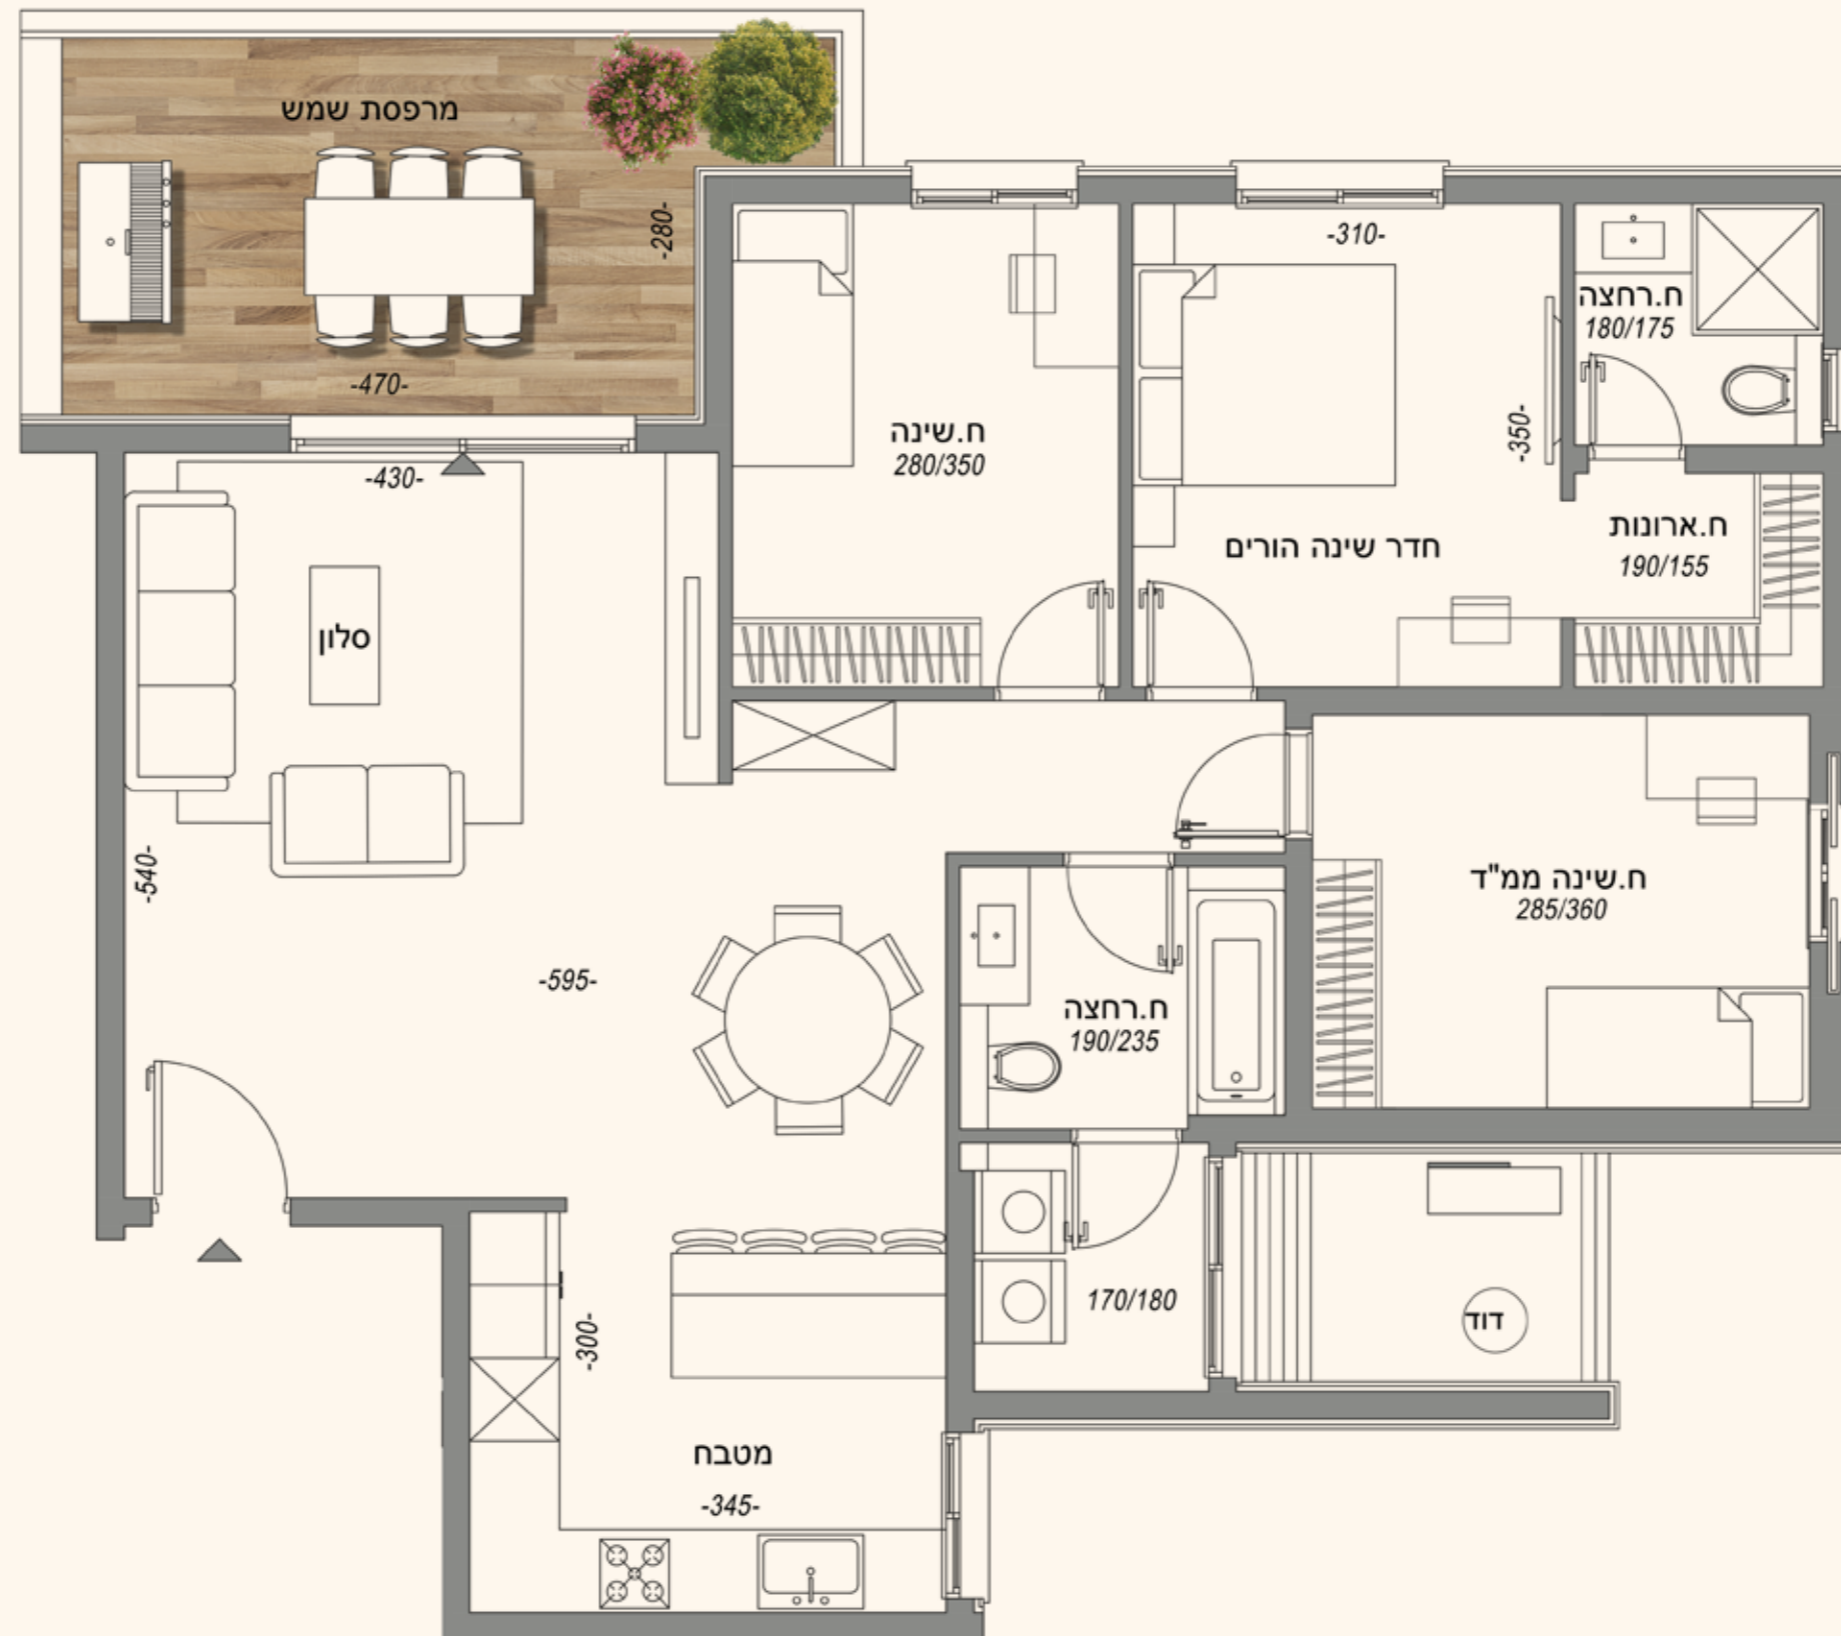 מרפסת שמש
-280-
-470-
-310-
ח.רחצה
180/175
ח.שינה
280/350
-350-
-430-
ח.ארונות
190/155
חדר שינה הורים
סלון
-540-
ח.שינה ממ"ד
285/360
-595-
ח.רחצה
190/235
170/180
דוד
-300-
מטבח
-345-